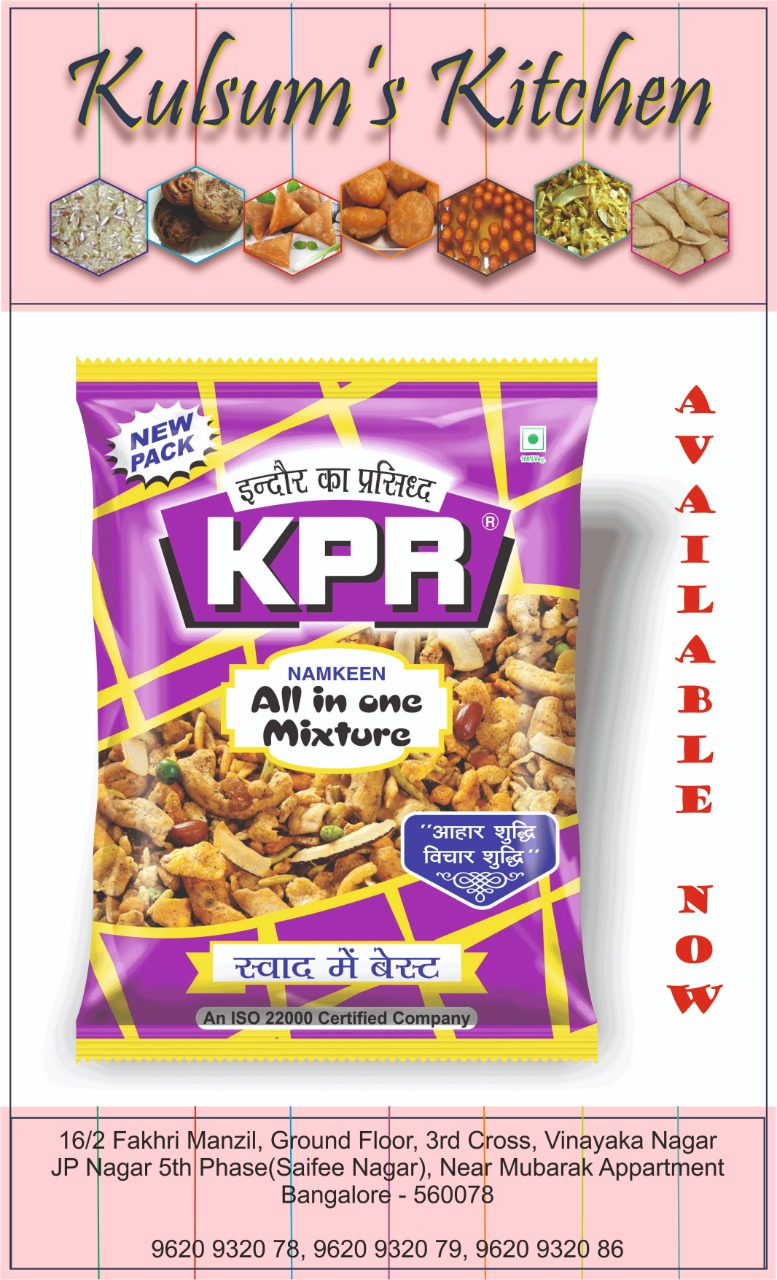 Kulsum's Kitchen
NEW
PACK
100%Veg.
इन्दौर का प्रसिध्द
KPR
®
NAMKEEN
All in one
Mixture
"आहार शुद्धि
विचार शुद्धि"
स्वाद में बेस्ट
An ISO 22000 Certified Company
AVAILABLE NOW
16/2 Fakhri Manzil, Ground Floor, 3rd Cross, Vinayaka Nagar
JP Nagar 5th Phase(Saifee Nagar), Near Mubarak Appartment
Bangalore - 560078
9620 9320 78, 9620 9320 79, 9620 9320 86